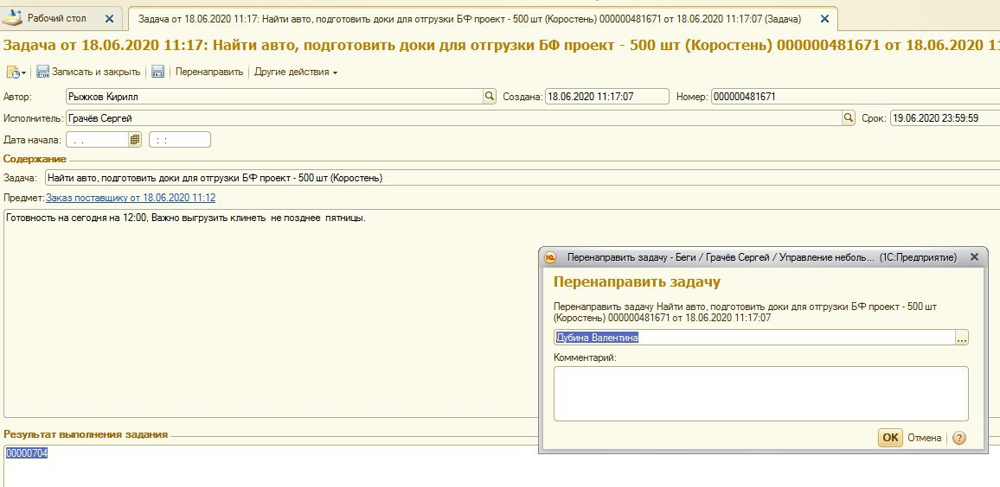 Рабочий стол
Задача от 18.06.2020 11:17: Найти авто, подготовить доки для отгрузки БФ проект - 500 шт (Коростень) 000000481671 от 18.06.2020 11:17:07 (Задача)
Задача от 18.06.2020 11:17: Найти авто, подготовить доки для отгрузки БФ проект - 500 шт (Коростень) 000000481671 от 18.06.2020 11:1
Записать и закрыть Перенаправить Другие действия
Автор: Рыжков Кирилл Создана: 18.06.2020 11:17:07 Номер: 000000481671
Исполнитель: Грачёв Сергей Срок: 19.06.2020 23:59:59
Дата начала: . . : :
Содержание
Задача: Найти авто, подготовить доки для отгрузки БФ проект - 500 шт (Коростень)
Предмет: Заказ поставщику от 18.06.2020 11:12
Готовность на сегодня на 12:00, Важно выгрузить клинеть не позднее пятницы.
Перенаправить задачу - Беги / Грачёв Сергей / Управление неболь... (1С:Предприятие)
Перенаправить задачу
Перенаправить задачу Найти авто, подготовить доки для отгрузки БФ проект - 500 шт
(Коростень) 000000481671 от 18.06.2020 11:17:07
Дубина Валентина ...
Комментарий:
OK Отмена ?
Результат выполнения задания
00000704